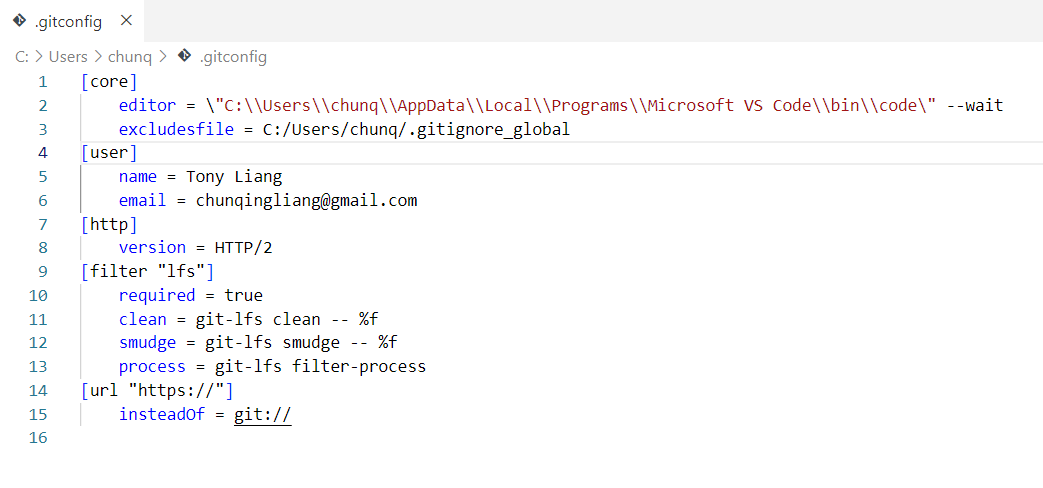 .gitconfig ×
C: > Users > chunq > .gitconfig
1 [core]
2 editor = \"C:\\Users\\chunq\\AppData\\Local\\Programs\\Microsoft VS Code\\bin\\code\" --wait
3 excludesfile = C:/Users/chunq/.gitignore_global
4 [user]
5 name = Tony Liang
6 email = chunqingliang@gmail.com
7 [http]
8 version = HTTP/2
9 [filter "lfs"]
10 required = true
11 clean = git-lfs clean -- %f
12 smudge = git-lfs smudge -- %f
13 process = git-lfs filter-process
14 [url "https://"]
15 insteadOf = git://
16